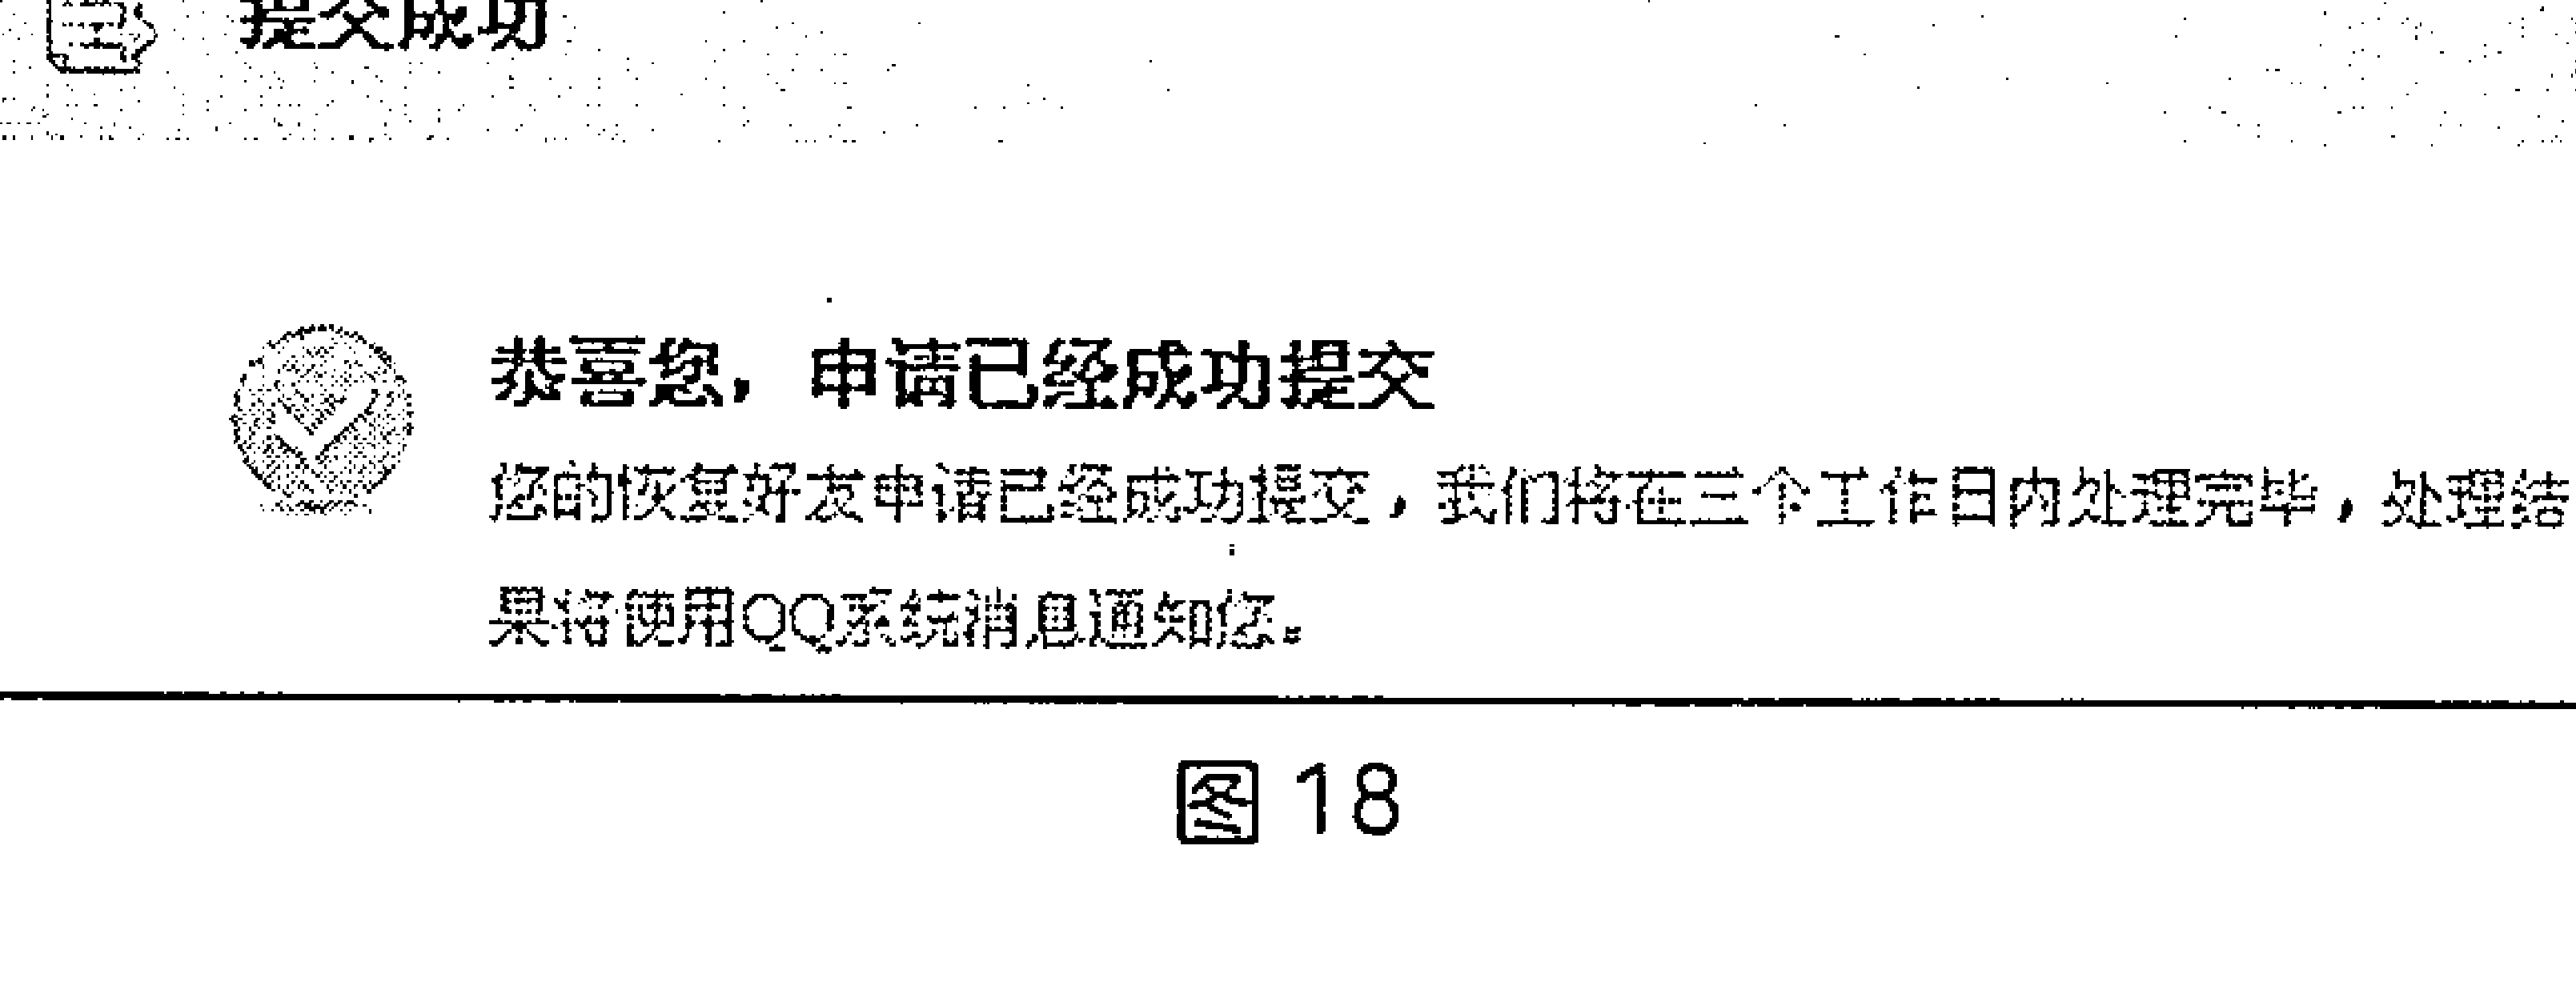 提交成功
恭喜您，申请已经成功提交
您的恢复好友申请已经成功提交，我们将在三个工作日内处理完毕，处理结
果将使用QQ系统消息通知您。
图 18